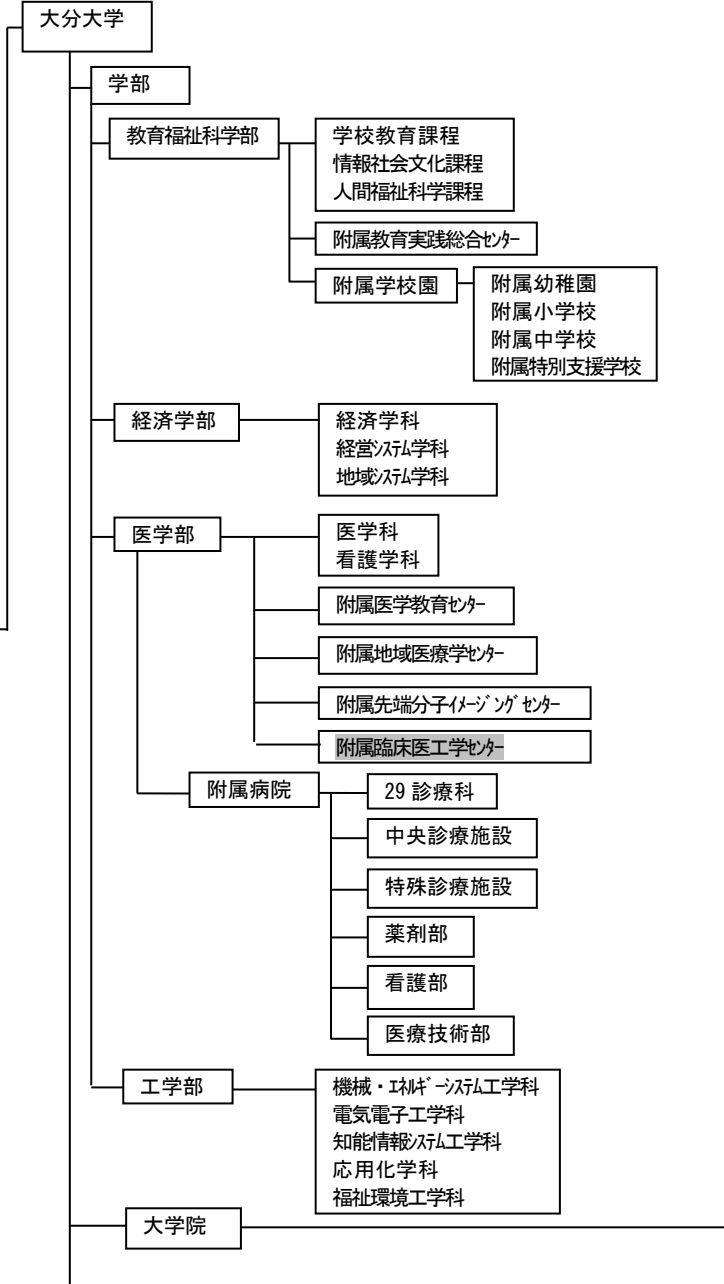 大分大学
学部
教育福祉科学部
学校教育課程
情報社会文化課程
人間福祉科学課程
附属教育実践総合ｾﾝﾀｰ
附属学校園
附属幼稚園
附属小学校
附属中学校
附属特別支援学校
経済学部
経済学科
経営ｼｽﾃﾑ学科
地域ｼｽﾃﾑ学科
医学部
医学科
看護学科
附属医学教育ｾﾝﾀｰ
附属地域医療学ｾﾝﾀｰ
附属先端分子ｲﾒｰｼﾞﾝｸﾞｾﾝﾀｰ
附属臨床医工学ｾﾝﾀｰ
附属病院
29 診療科
中央診療施設
特殊診療施設
薬剤部
看護部
医療技術部
工学部
機械・ｴﾈﾙｷﾞｰｼｽﾃﾑ工学科
電気電子工学科
知能情報ｼｽﾃﾑ工学科
応用化学科
福祉環境工学科
大学院